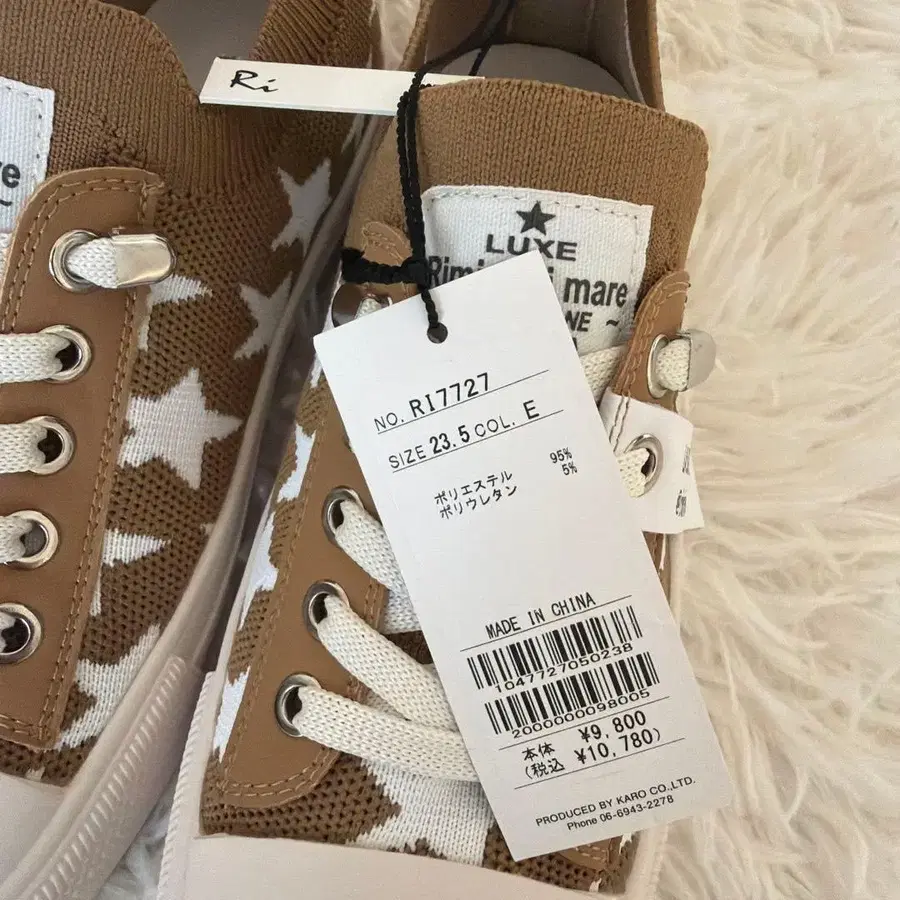 Ri
LUXE
mare
NE ~
NO. RI7727
SIZE 23.5 COL. E
ポリエステル 95%
ポリウレタン 5%
MADE IN CHINA
1047727050238
2000000098005
本体 ¥9,800
(税込 ¥10,780)
PRODUCED BY KARO CO.,LTD.
Phone 06-6943-2278